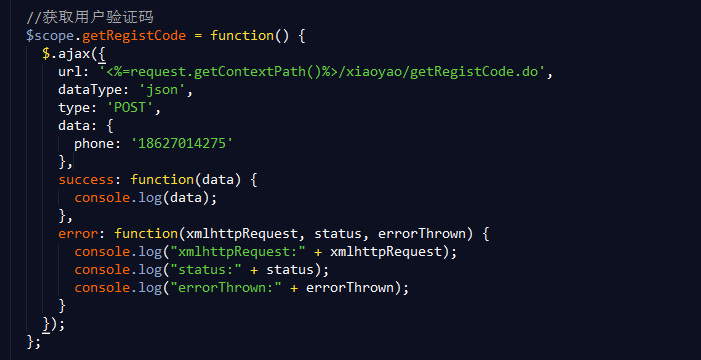 //获取用户验证码
$scope.getRegistCode = function() {
$.ajax({
url: '<%=request.getContextPath()%>/xiaoyao/getRegistCode.do',
dataType: 'json',
type: 'POST',
data: {
phone: '18627014275'
},
success: function(data) {
console.log(data);
},
error: function(xmlhttpRequest, status, errorThrown) {
console.log("xmlhttpRequest:" + xmlhttpRequest);
console.log("status:" + status);
console.log("errorThrown:" + errorThrown);
}
});
};